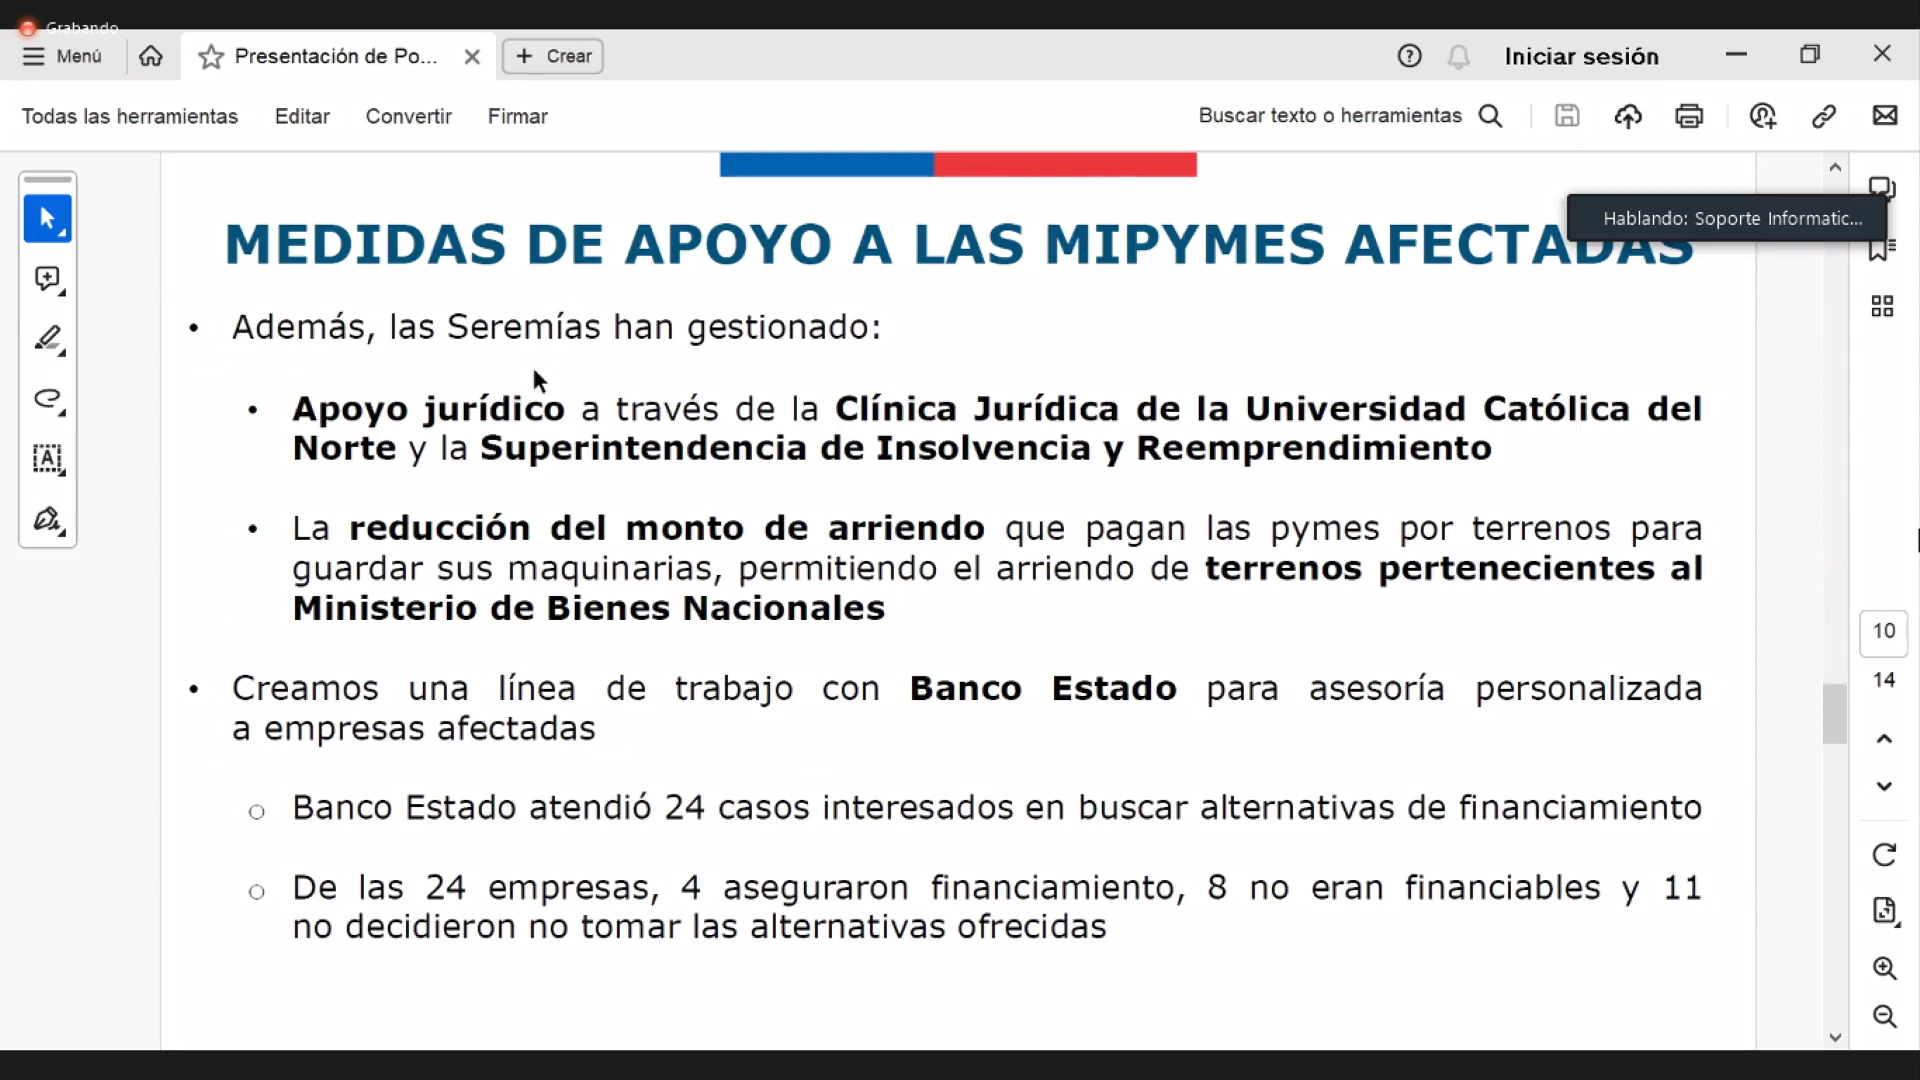 Grabando
Menú
Presentación de Po...
Crear
Iniciar sesión
Todas las herramientas
Editar
Convertir
Firmar
Buscar texto o herramientas
Hablando: Soporte Informatic...
MEDIDAS DE APOYO A LAS MIPYMES AFECTADAS
• Además, las Seremías han gestionado:
• Apoyo jurídico a través de la Clínica Jurídica de la Universidad Católica del
Norte y la Superintendencia de Insolvencia y Reemprendimiento
• La reducción del monto de arriendo que pagan las pymes por terrenos para
guardar sus maquinarias, permitiendo el arriendo de terrenos pertenecientes al
Ministerio de Bienes Nacionales
• Creamos una línea de trabajo con Banco Estado para asesoría personalizada
a empresas afectadas
○ Banco Estado atendió 24 casos interesados en buscar alternativas de financiamiento
○ De las 24 empresas, 4 aseguraron financiamiento, 8 no eran financiables y 11
no decidieron no tomar las alternativas ofrecidas
10
14